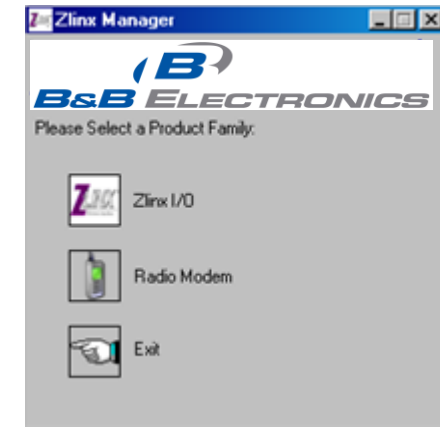 Zlinx Manager
B
B&B ELECTRONICS
Please Select a Product Family:
Zlinx I/O
Radio Modem
Exit